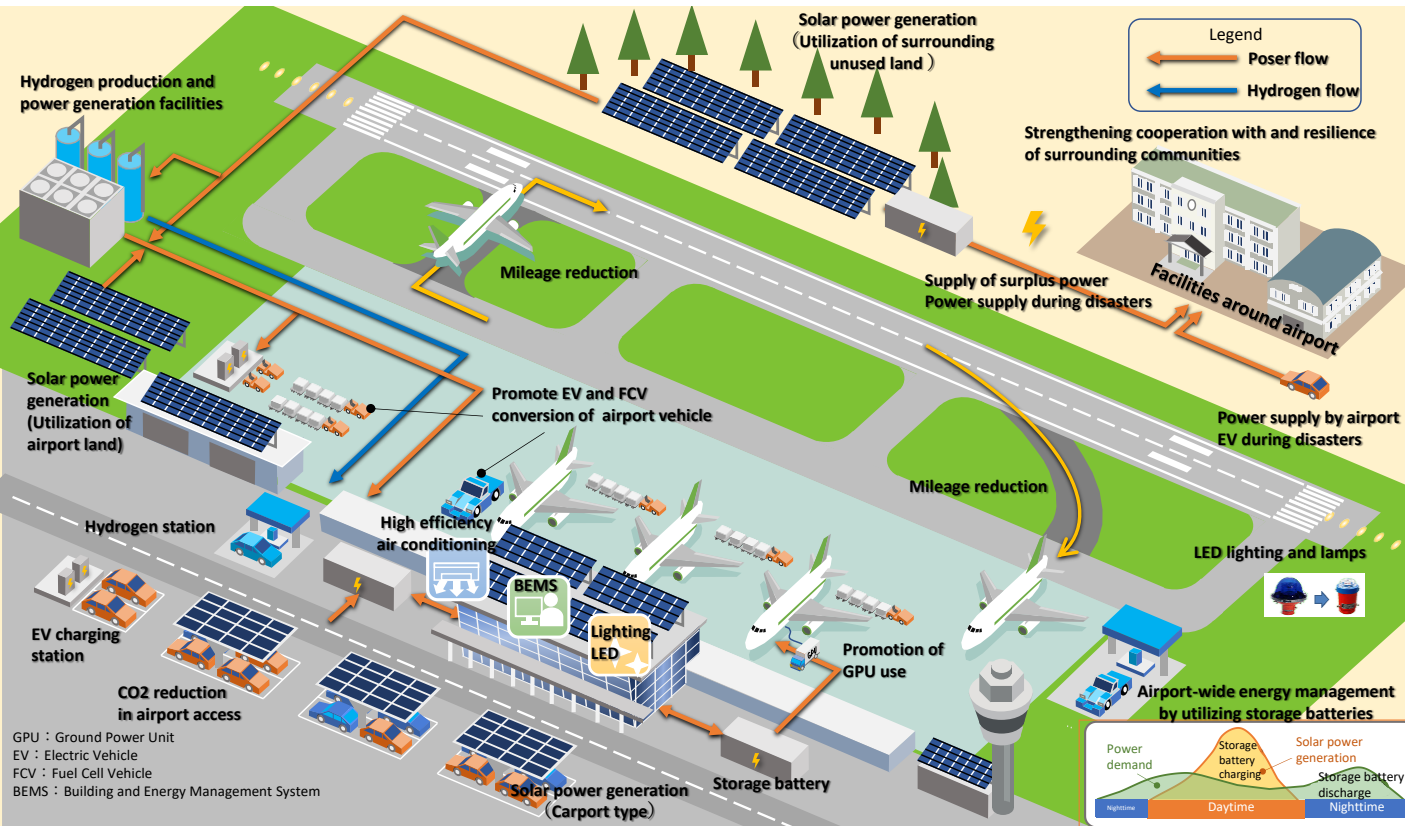 Solar power generation
（Utilization of surrounding
unused land ）
Legend
Poser flow
Hydrogen flow
Hydrogen production and
power generation facilities
Strengthening cooperation with and resilience
of surrounding communities
Mileage reduction
Supply of surplus power
Power supply during disasters
Facilities around airport
Solar power
generation
(Utilization of
airport land)
Promote EV and FCV
conversion of airport vehicle
Power supply by airport
EV during disasters
Mileage reduction
Hydrogen station
High efficiency
air conditioning
LED lighting and lamps
BEMS
EV charging
station
Lighting
LED
GPU
Promotion of
GPU use
CO2 reduction
in airport access
Airport-wide energy management
by utilizing storage batteries
GPU：Ground Power Unit
EV：Electric Vehicle
FCV：Fuel Cell Vehicle
BEMS：Building and Energy Management System
Storage battery
Solar power generation
（Carport type）
Power
demand
Storage
battery
charging
Solar power
generation
Storage battery
discharge
Nighttime
Daytime
Nighttime